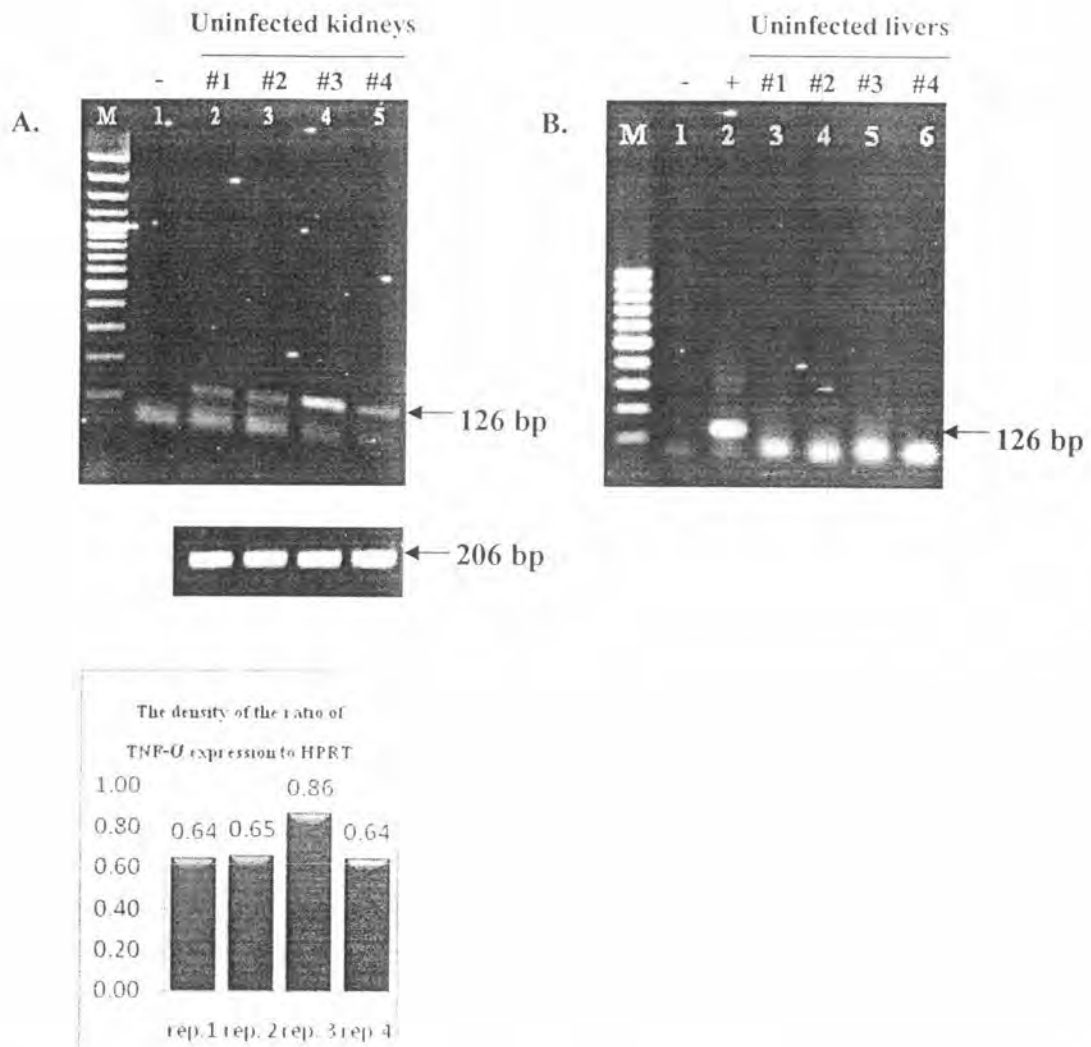 Uninfected kidneys
- #1 #2 #3 #4
A.
M 1 2 3 4 5
126 bp
206 bp
The density of the ratio of
TNF-α expression to HPRT
1.00
0.80
0.60
0.40
0.20
0.00
0.64 0.65 0.86 0.64
rep.1 rep. 2 rep. 3 rep 4
Uninfected livers
- + #1 #2 #3 #4
B.
M 1 2 3 4 5 6
126 bp